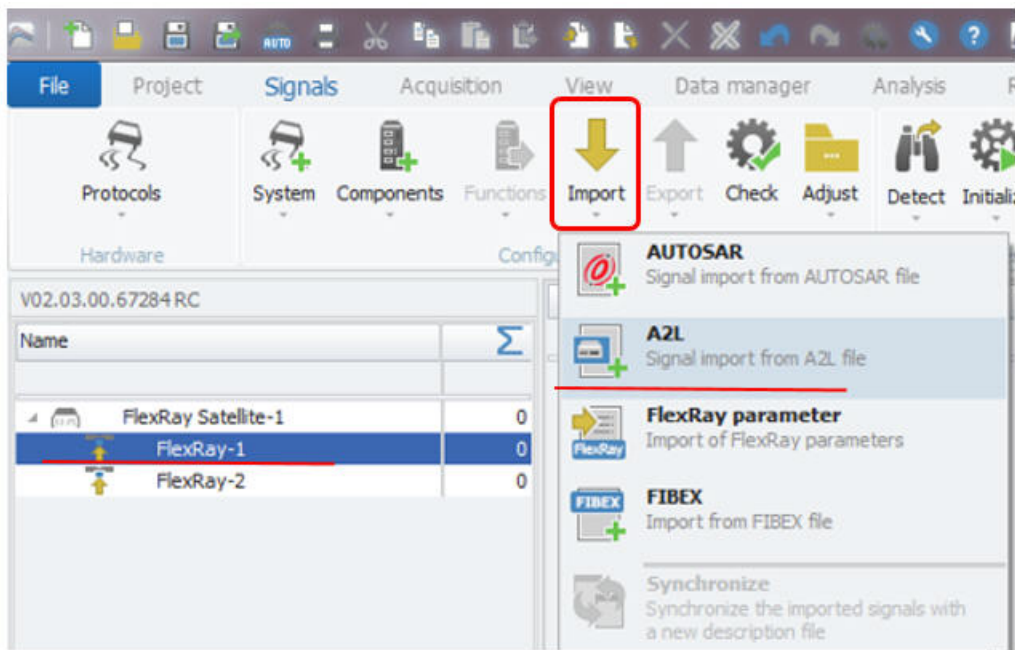 AUTO
File Project Signals Acquisition View Data manager Analysis
Protocols System Components Functions Import Export Check Adjust Detect Initializ
Hardware Config
V02.03.00.67284 RC
Name Σ
FlexRay Satellite-1 0
FlexRay-1 0
FlexRay-2 0
AUTOSAR
Signal import from AUTOSAR file
A2L
Signal import from A2L file
FlexRay parameter
FlexRay
Import of FlexRay parameters
FIBEX
FIBEX
Import from FIBEX file
Synchronize
Synchronize the imported signals with
a new description file